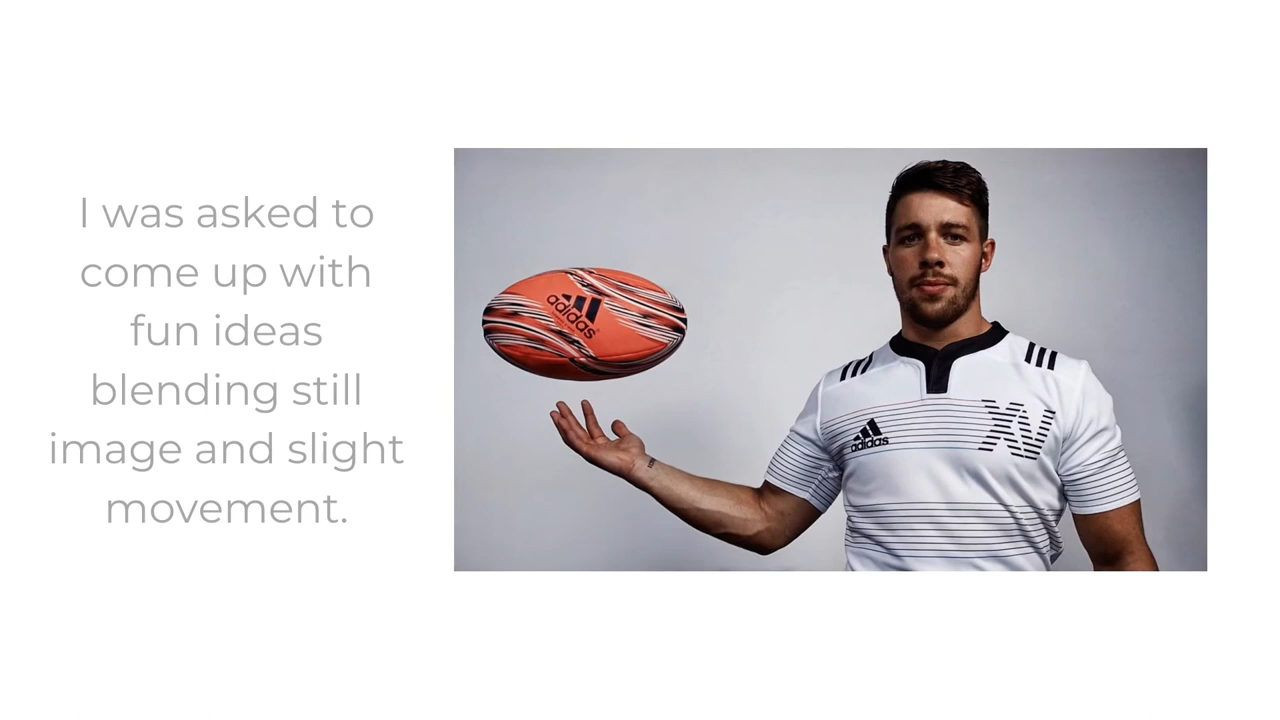 I was asked to
come up with
fun ideas
blending still
image and slight
movement.
adidas
adidas
XV